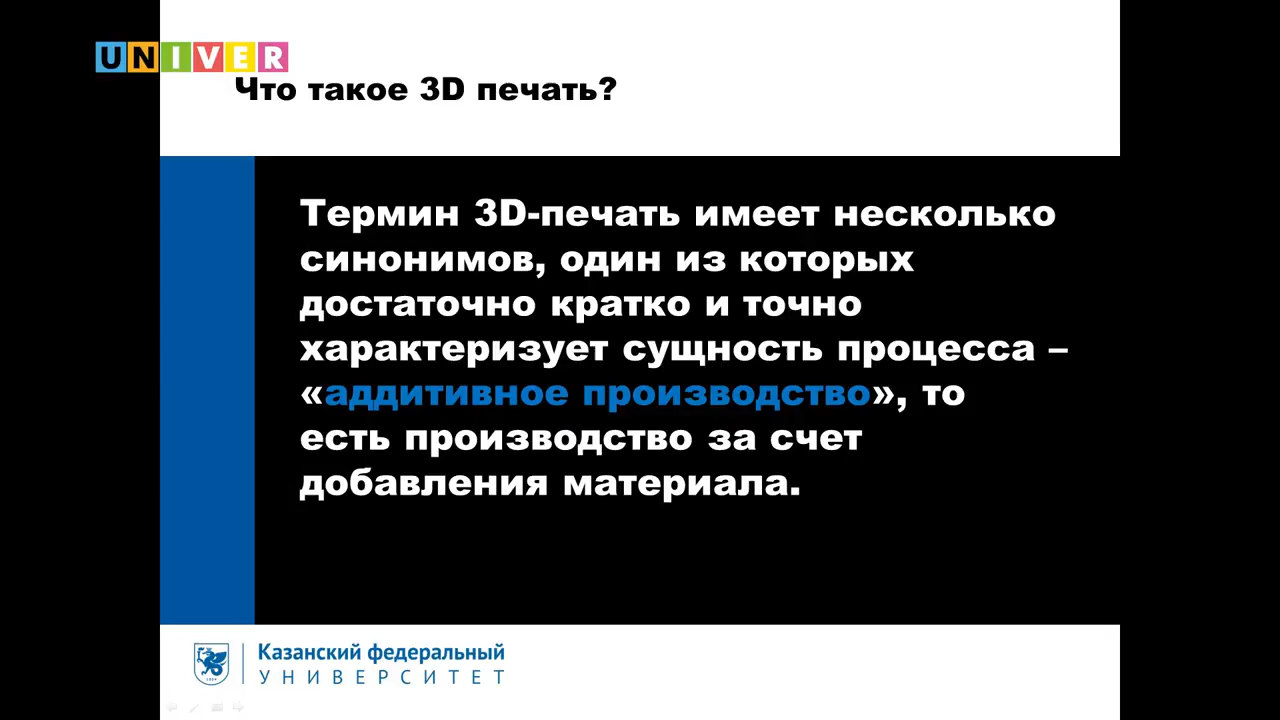 UNIVER
Что такое 3D печать?
Термин 3D-печать имеет несколько
синонимов, один из которых
достаточно кратко и точно
характеризует сущность процесса –
«аддитивное производство», то
есть производство за счет
добавления материала.
Казанский федеральный
УНИВЕРСИТЕТ
1804